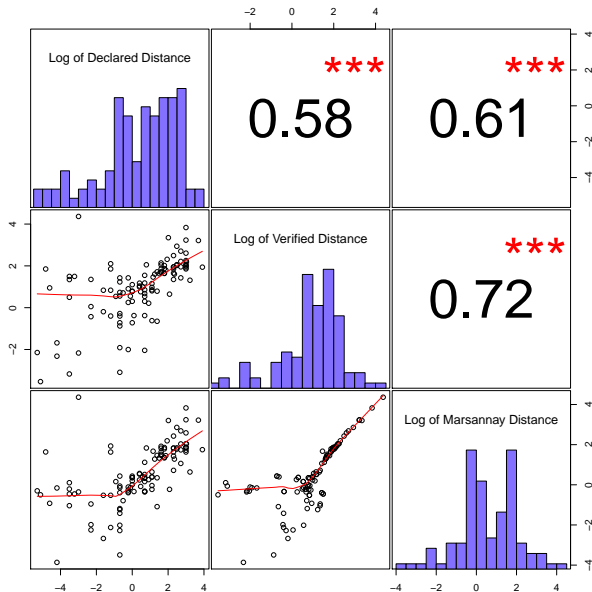 −2 0 2 4
Log of Declared Distance
***
0.58
***
0.61
−4 −2 0 2 4
−2 0 2 4
Log of Verified Distance
***
0.72
Log of Marsannay Distance
−4 −2 0 2 4
−4 −2 0 2 4
−4 −2 0 2 4